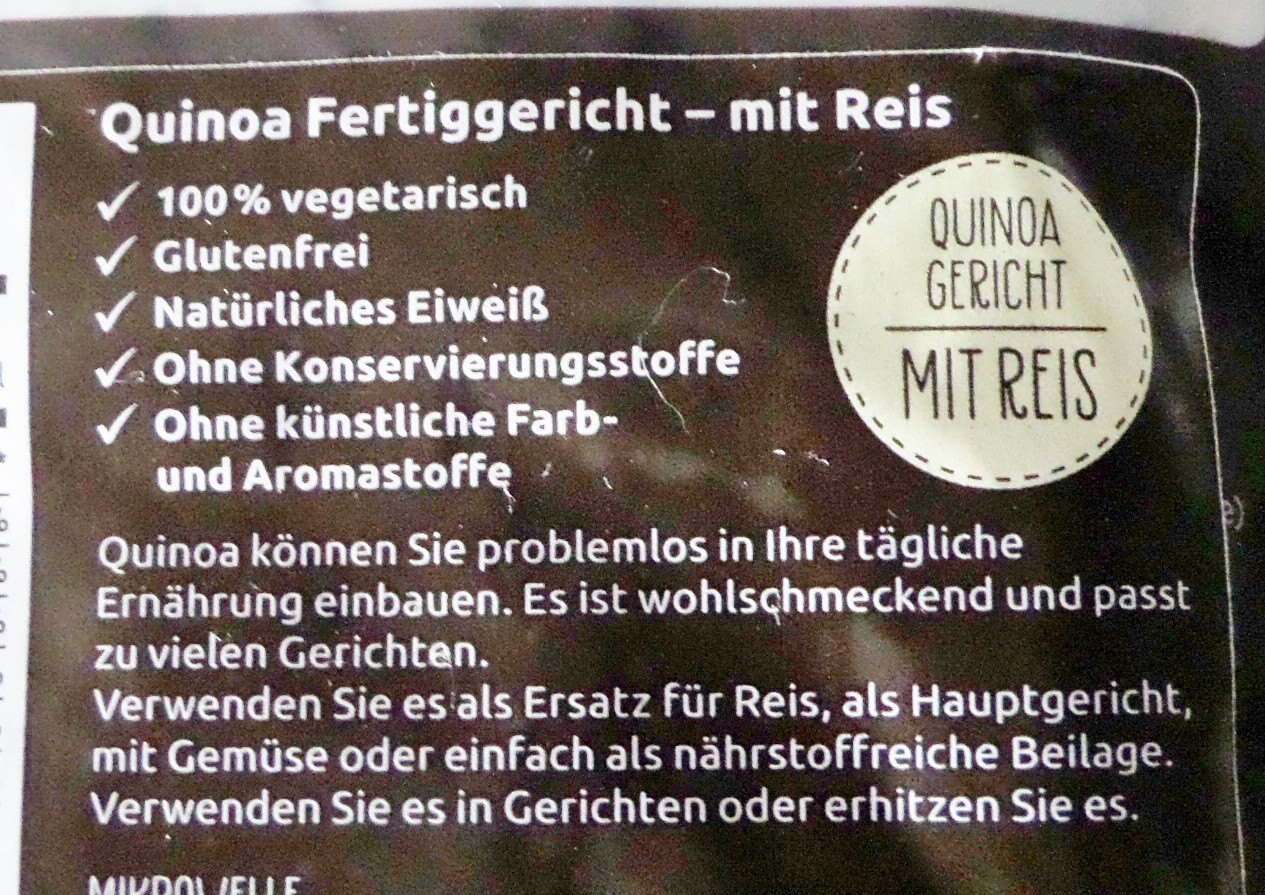 Quinoa Fertiggericht – mit Reis
✓ 100% vegetarisch
✓ Glutenfrei
✓ Natürliches Eiweiß
✓ Ohne Konservierungsstoffe
✓ Ohne künstliche Farb-
und Aromastoffe
QUINOA
GERICHT
MIT REIS
Quinoa können Sie problemlos in Ihre tägliche
Ernährung einbauen. Es ist wohlschmeckend und passt
zu vielen Gerichten.
Verwenden Sie es als Ersatz für Reis, als Hauptgericht,
mit Gemüse oder einfach als nährstoffreiche Beilage.
Verwenden Sie es in Gerichten oder erhitzen Sie es.
MIKROWELLE